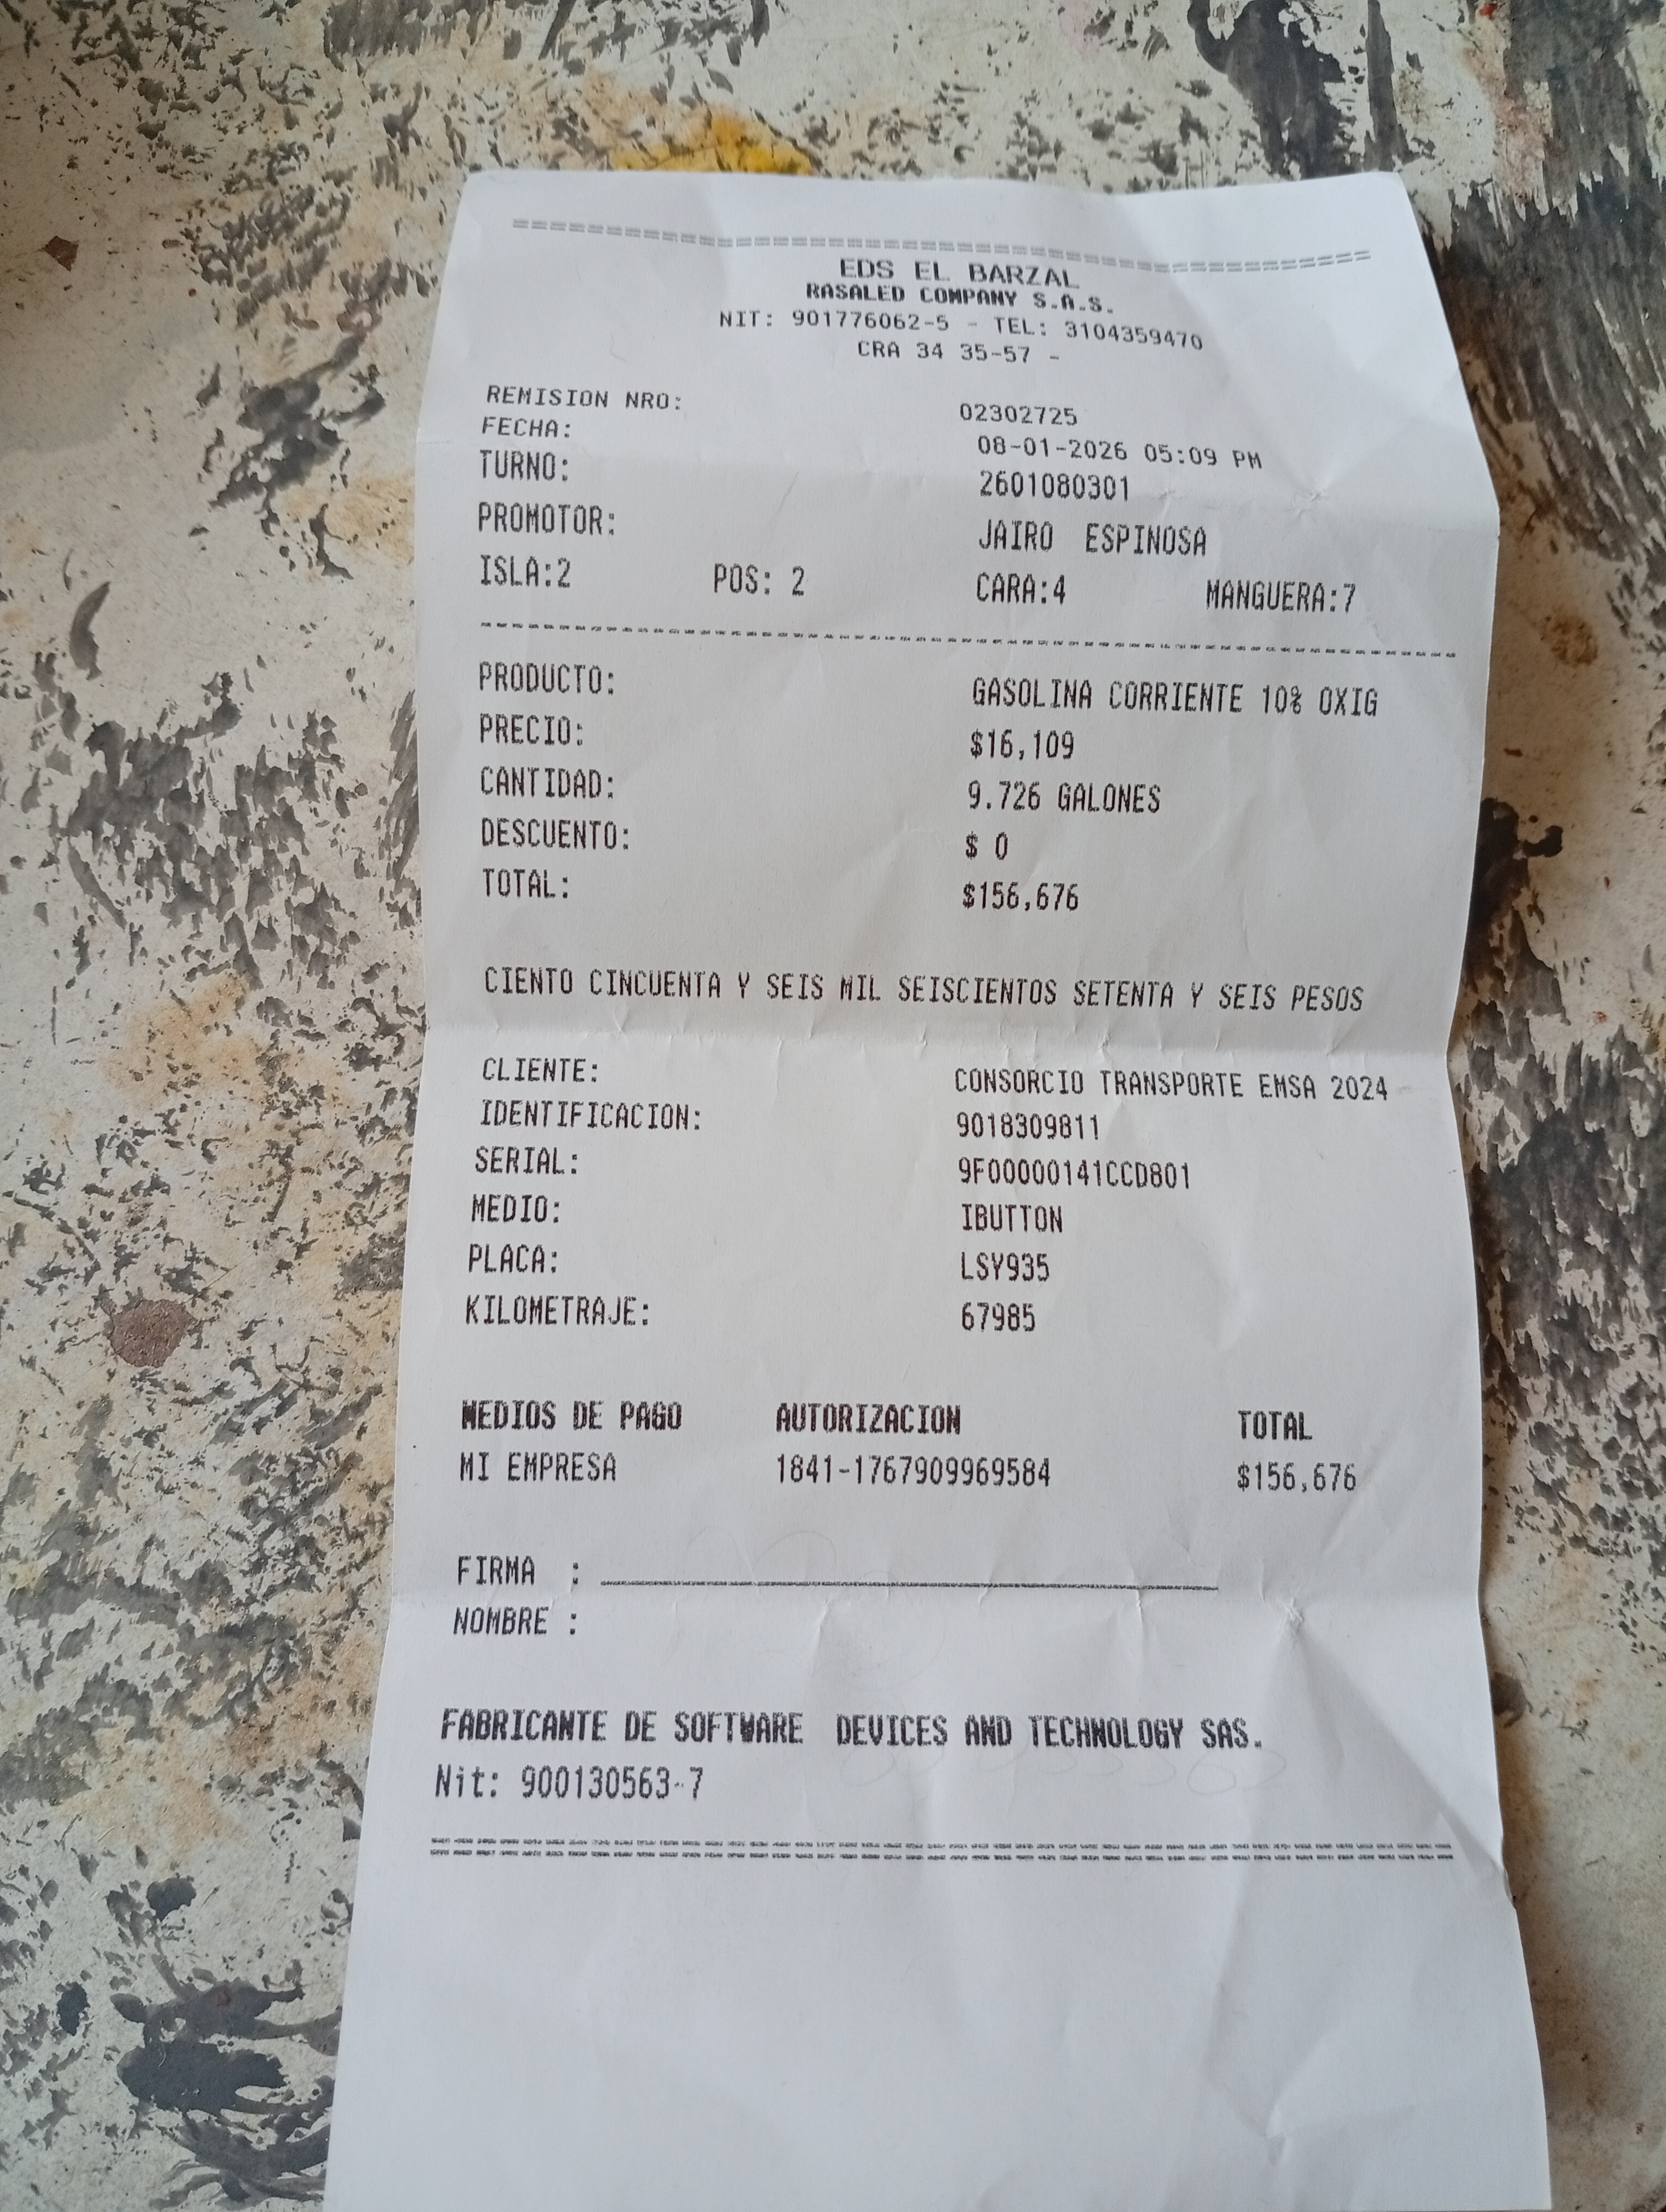 EDS EL BARZAL
RASALED COMPANY S.A.S.
NIT: 901776062-5 - TEL: 3104359470
CRA 34 35-57 -
REMISION NRO: 02302725
FECHA: 08-01-2026 05:09 PM
TURNO: 2601080301
PROMOTOR: JAIRO ESPINOSA
ISLA:2 POS: 2 CARA:4 MANGUERA:7
PRODUCTO: GASOLINA CORRIENTE 10% OXIG
PRECIO: $16,109
CANTIDAD: 9.726 GALONES
DESCUENTO: $ 0
TOTAL: $156,676
CIENTO CINCUENTA Y SEIS MIL SEISCIENTOS SETENTA Y SEIS PESOS
CLIENTE: CONSORCIO TRANSPORTE EMSA 2024
IDENTIFICACION: 9018309811
SERIAL: 9F00000141CCD801
MEDIO: IBUTTON
PLACA: LSY935
KILOMETRAJE: 67985
MEDIOS DE PAGO AUTORIZACION TOTAL
MI EMPRESA 1841-1767909969584 $156,676
FIRMA :
NOMBRE :
FABRICANTE DE SOFTWARE DEVICES AND TECHNOLOGY SAS.
Nit: 900130563-7